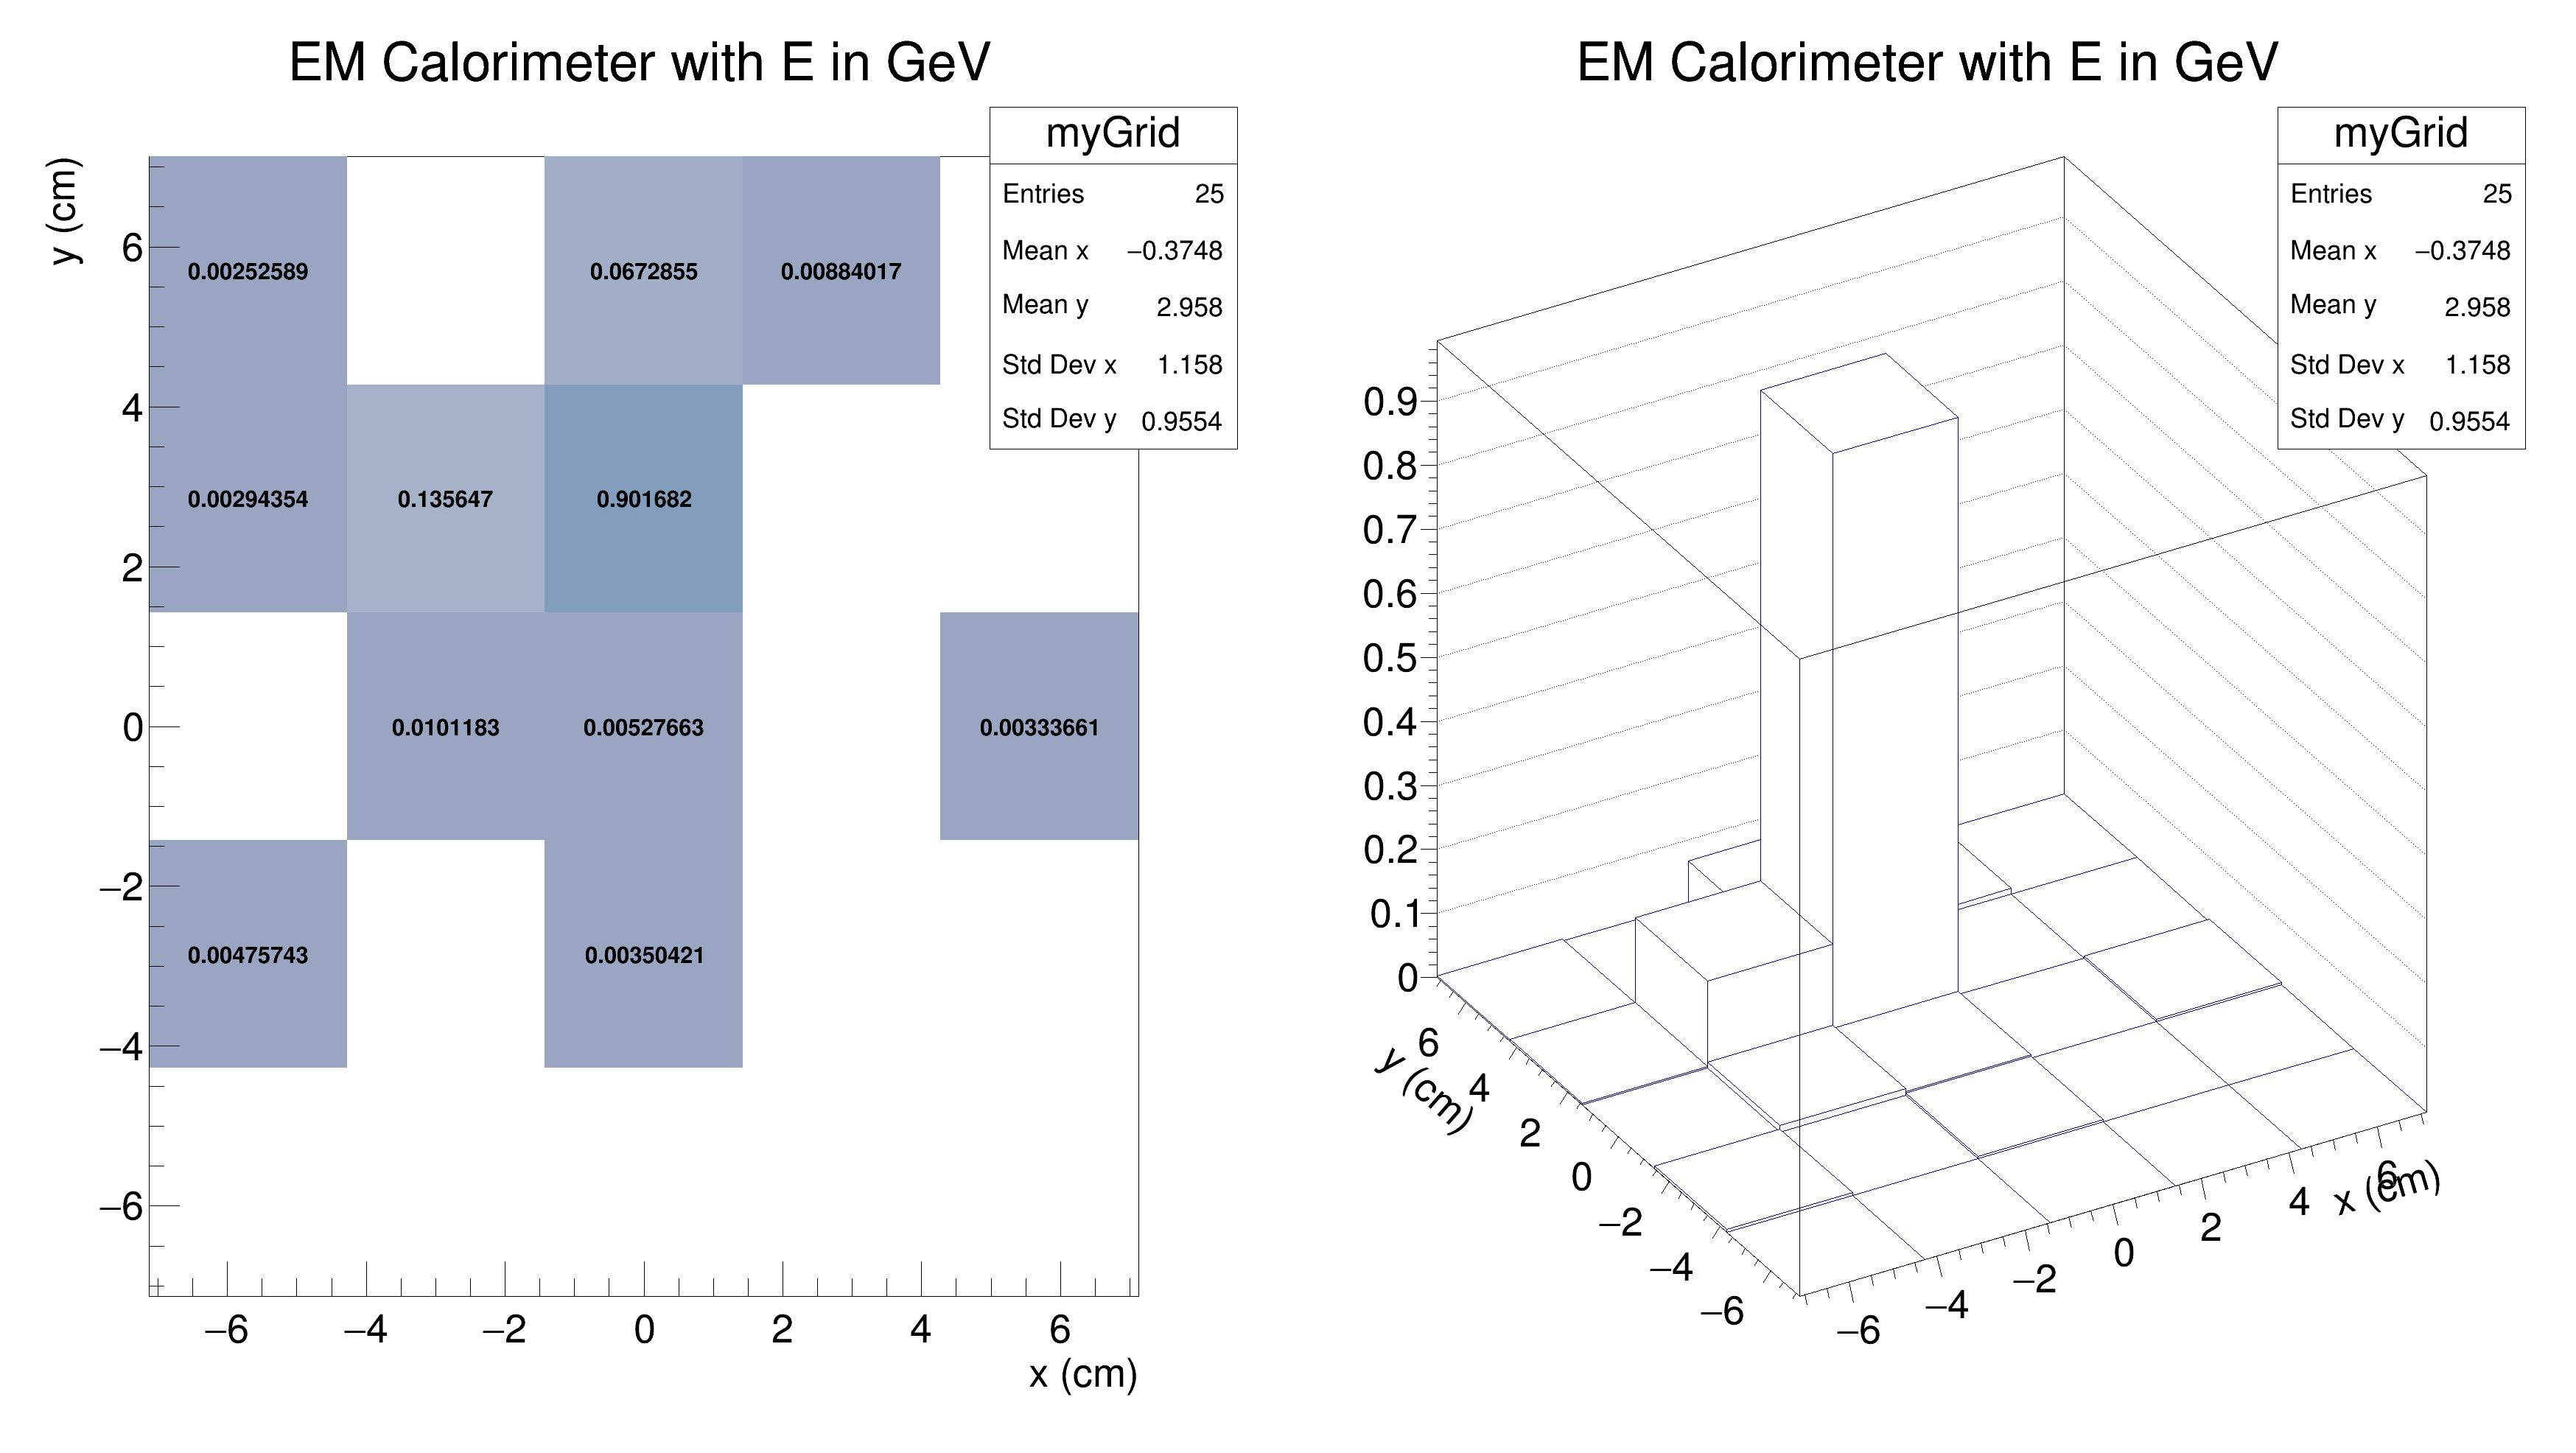 EM Calorimeter with E in GeV
myGrid
Entries 25
Mean x −0.3748
Mean y 2.958
Std Dev x 1.158
Std Dev y 0.9554
y (cm)
6
4
2
0
−2
−4
−6
0.00252589 0.0672855 0.00884017
0.00294354 0.135647 0.901682
0.0101183 0.00527663 0.00333661
0.00475743 0.00350421
−6 −4 −2 0 2 4 6
x (cm)
EM Calorimeter with E in GeV
myGrid
Entries 25
Mean x −0.3748
Mean y 2.958
Std Dev x 1.158
Std Dev y 0.9554
0.9
0.8
0.7
0.6
0.5
0.4
0.3
0.2
0.1
0
y (cm)
6
4
2
0
−2
−4
−6
−6 −4 −2 0 2 4 6
x (cm)